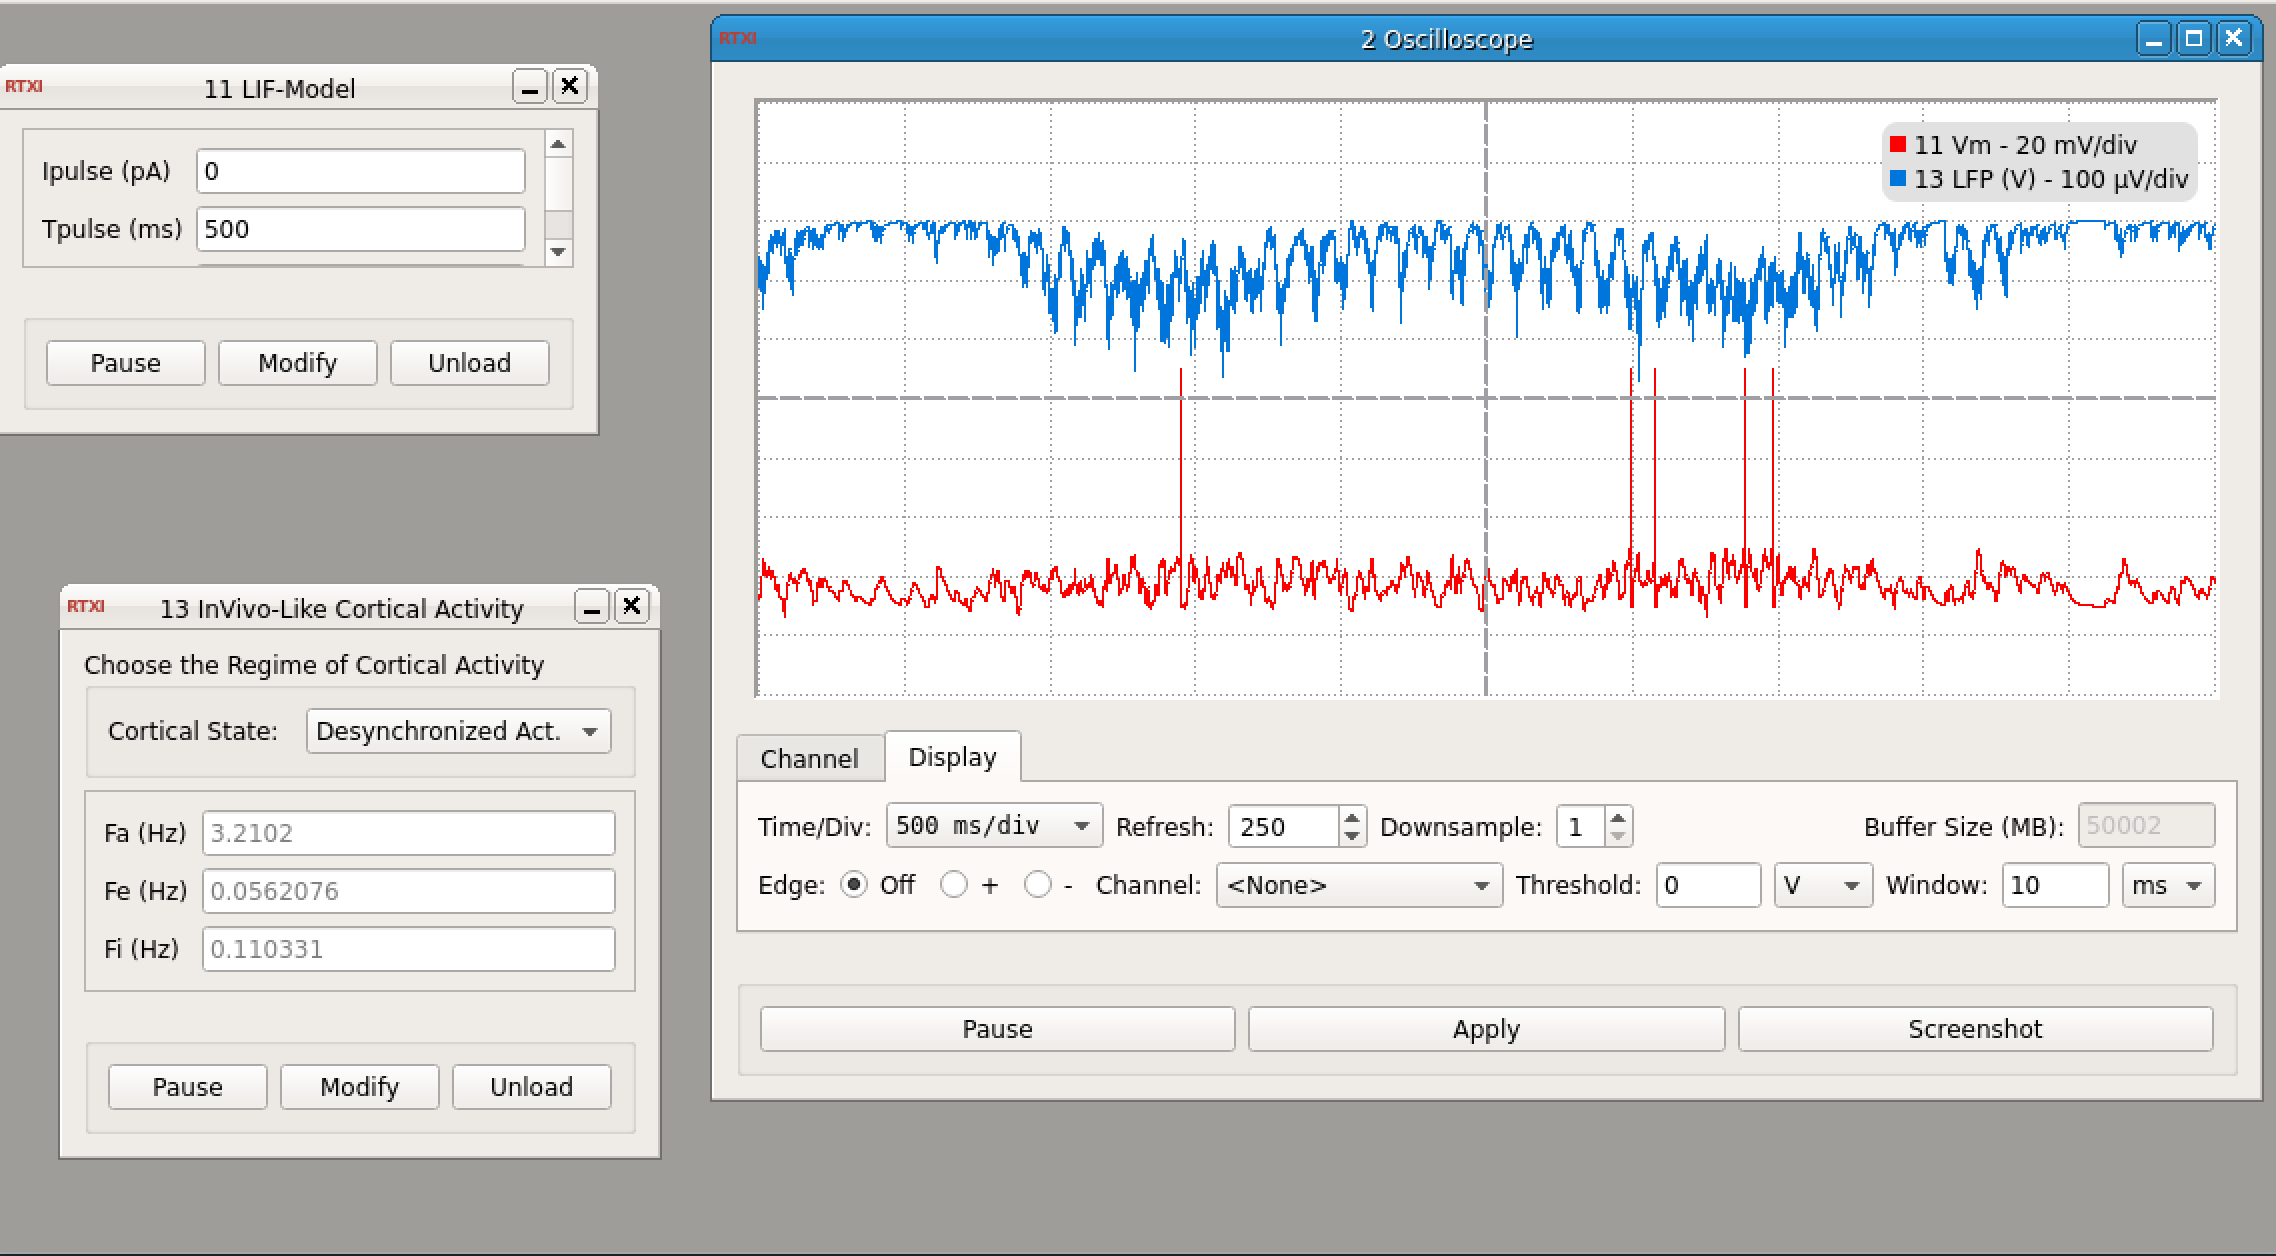 RTXI 11 LIF-Model
Ipulse (pA) 0
Tpulse (ms) 500
Pause Modify Unload
RTXI 13 InVivo-Like Cortical Activity
Choose the Regime of Cortical Activity
Cortical State: Desynchronized Act.
Fa (Hz) 3.2102
Fe (Hz) 0.0562076
Fi (Hz) 0.110331
Pause Modify Unload
RTXI 2 Oscilloscope
11 Vm - 20 mV/div
13 LFP (V) - 100 µV/div
Channel Display
Time/Div: 500 ms/div Refresh: 250 Downsample: 1 Buffer Size (MB): 50002
Edge: Off + - Channel: <None> Threshold: 0 V Window: 10 ms
Pause Apply Screenshot